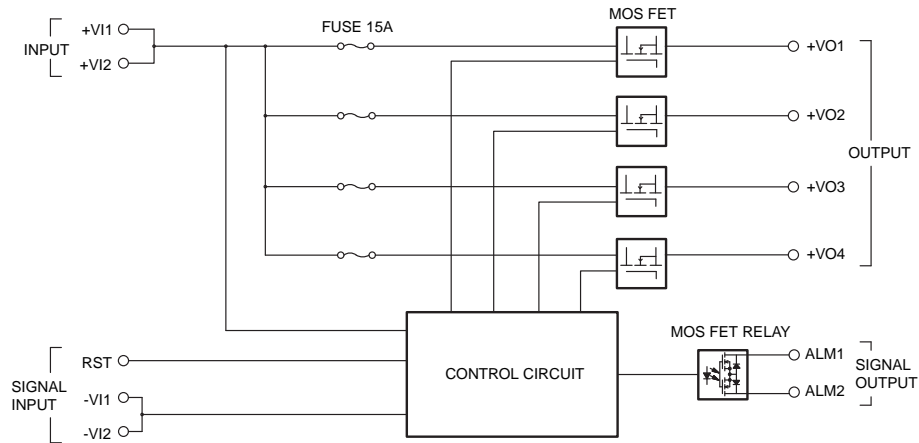 +VI1
INPUT
+VI2
FUSE 15A
MOS FET
+VO1
+VO2
OUTPUT
+VO3
+VO4
CONTROL CIRCUIT
MOS FET RELAY
ALM1
SIGNAL
OUTPUT
ALM2
RST
SIGNAL
INPUT
-VI1
-VI2